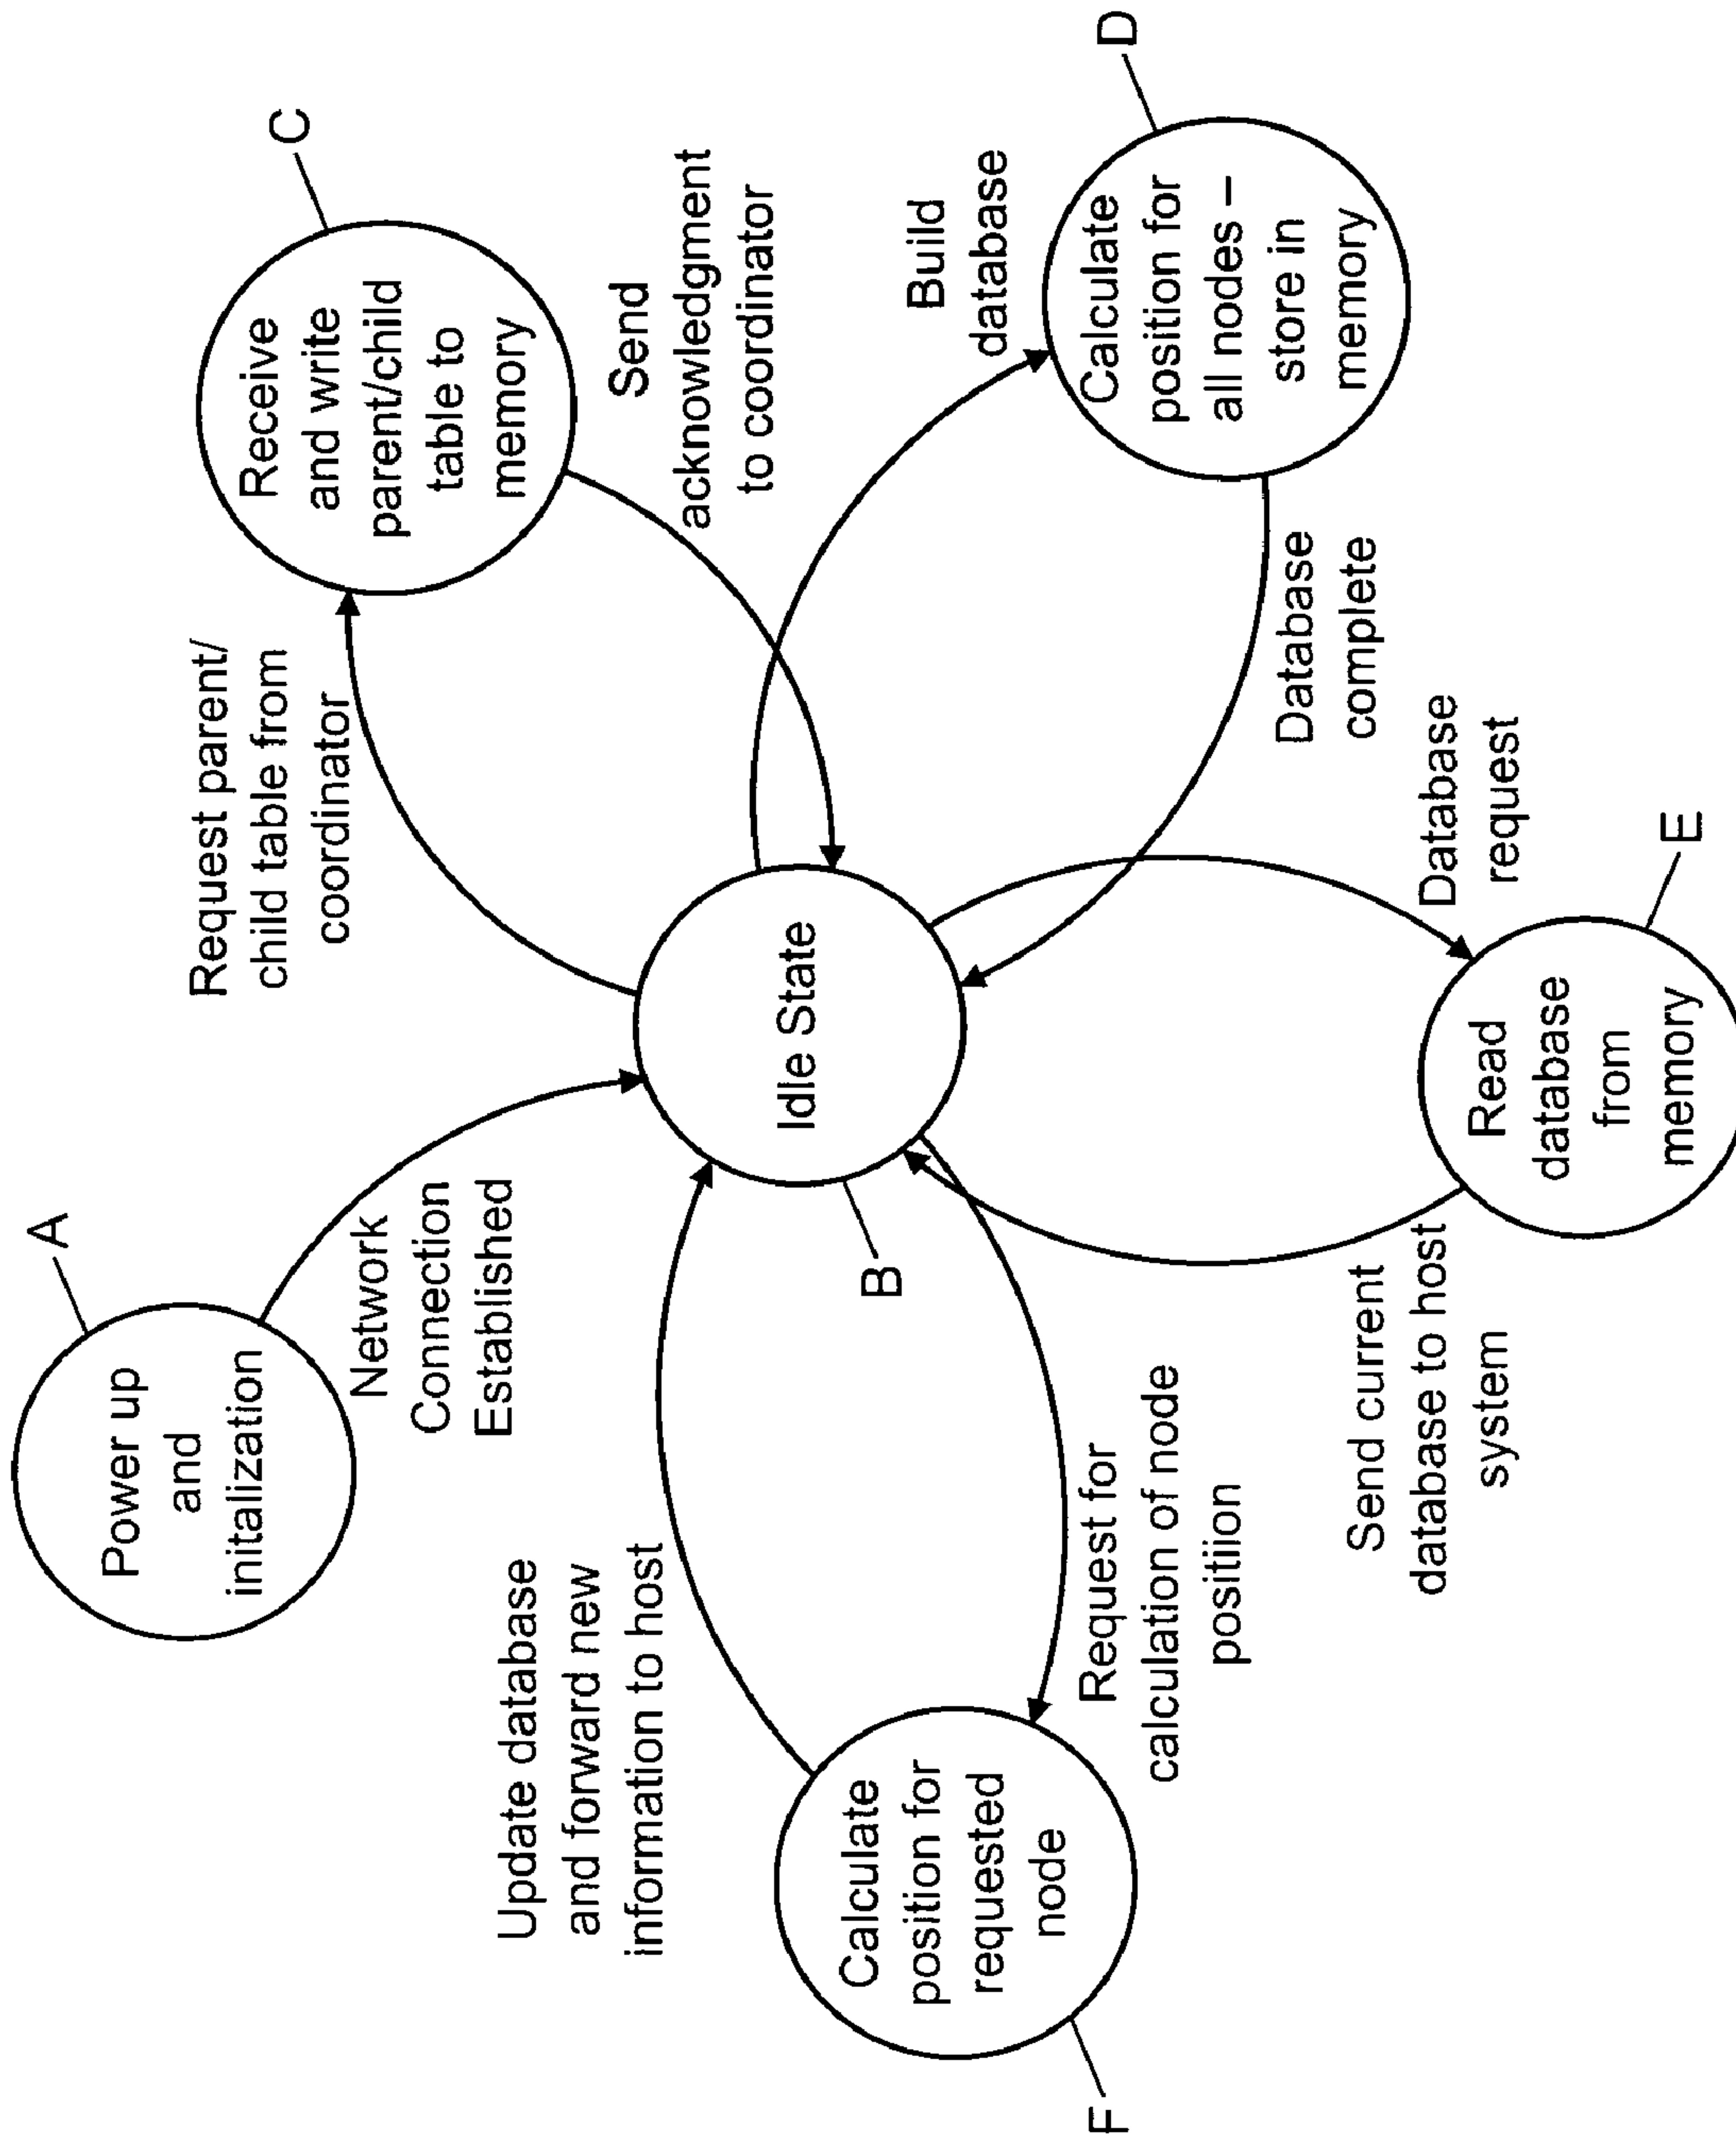 A
Power up
and
initalization
Network
Connection
Established
Request parent/
child table from
coordinator
C
Receive
and write
parent/child
table to
memory
Send
acknowledgment
to coordinator
Update database
and forward new
information to host
Idle State
B
Build
database
D
Calculate
position for
all nodes –
store in
memory
Database
complete
F
Calculate
position for
requested
node
Request for
calculation of node
positiion
Send current
database to host
system
Database
request
E
Read
database
from
memory